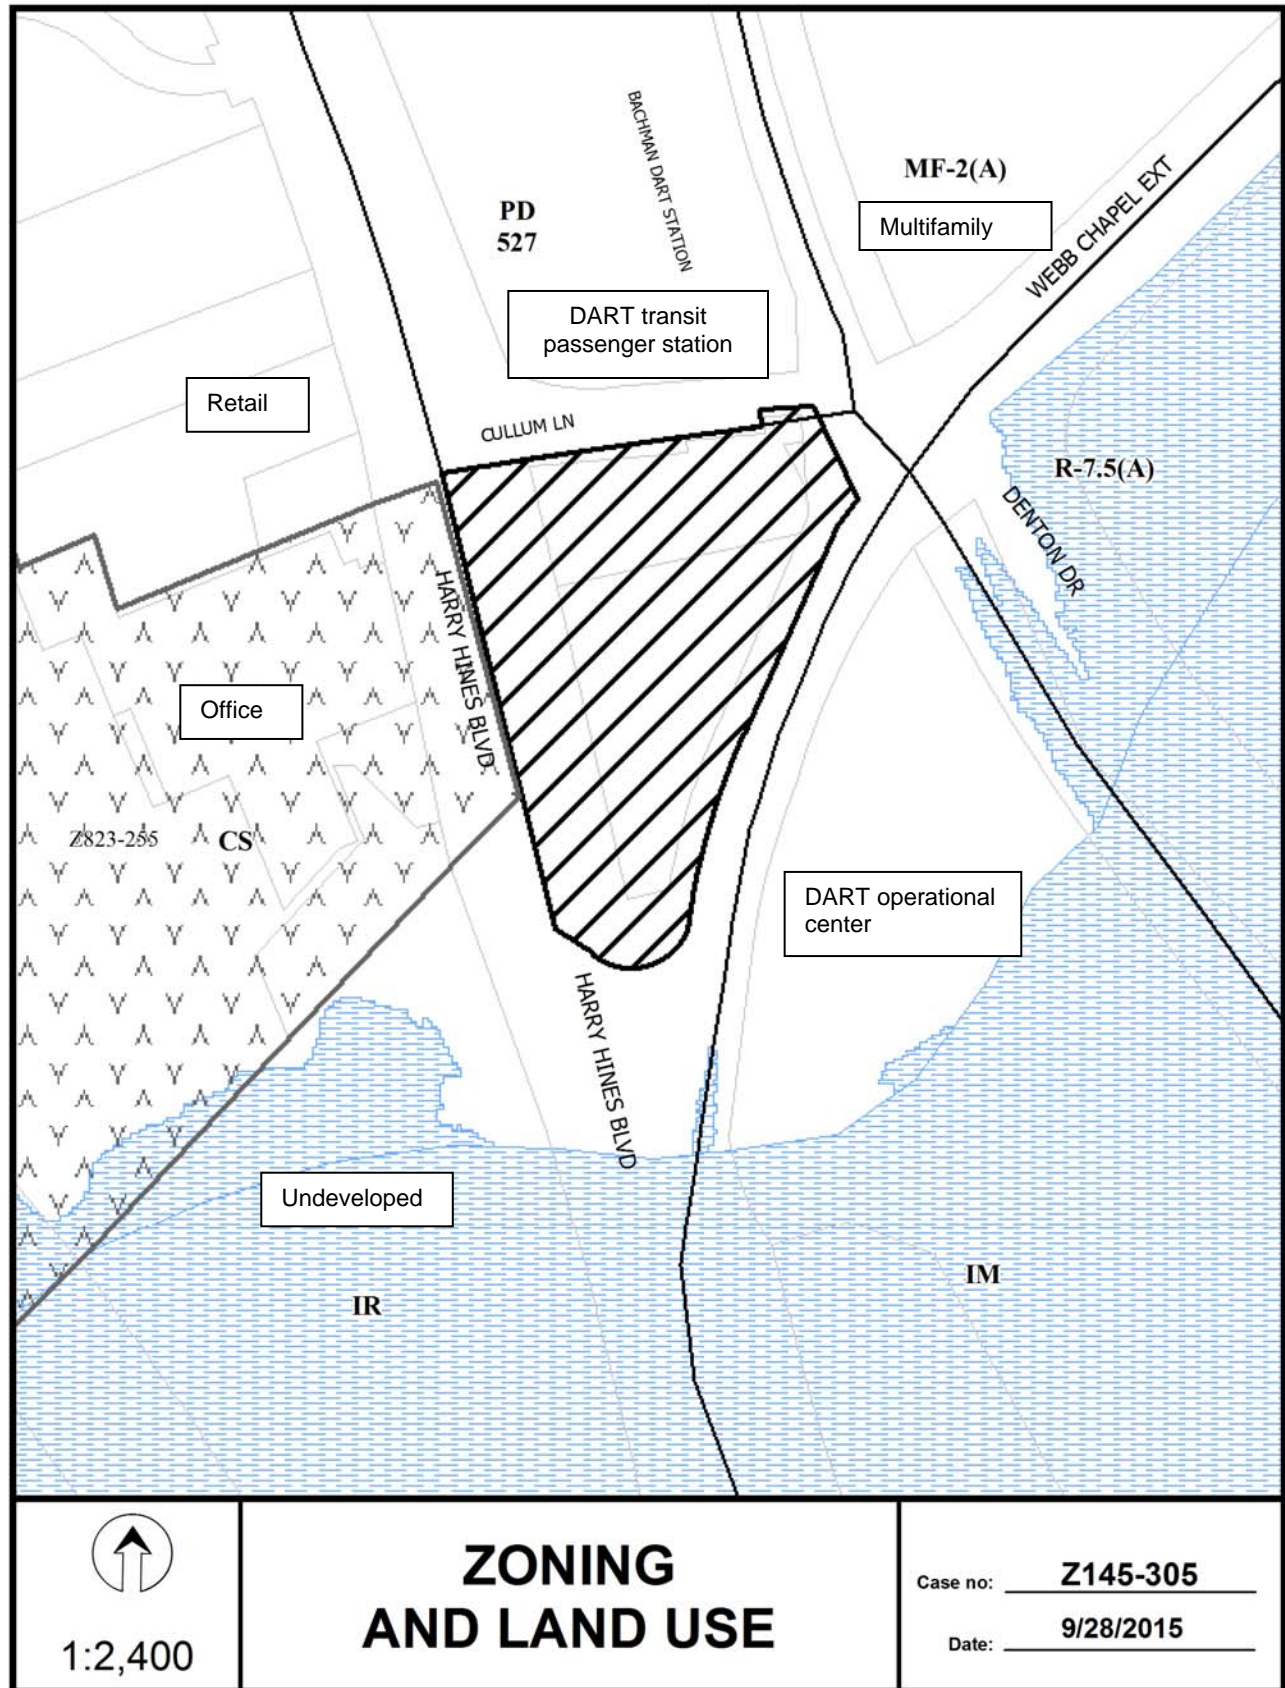 BACHMAN DART STATION
MF-2(A)
Multifamily
WEBB CHAPEL EXT
PD
527
DART transit
passenger station
Retail
CULLUM LN
R-7.5(A)
DENTON DR
HARRY HINES BLVD
Office
Z823-255
CS
DART operational
center
HARRY HINES BLVD
Undeveloped
IM
IR
1:2,400
ZONING
AND LAND USE
Case no: Z145-305
Date: 9/28/2015